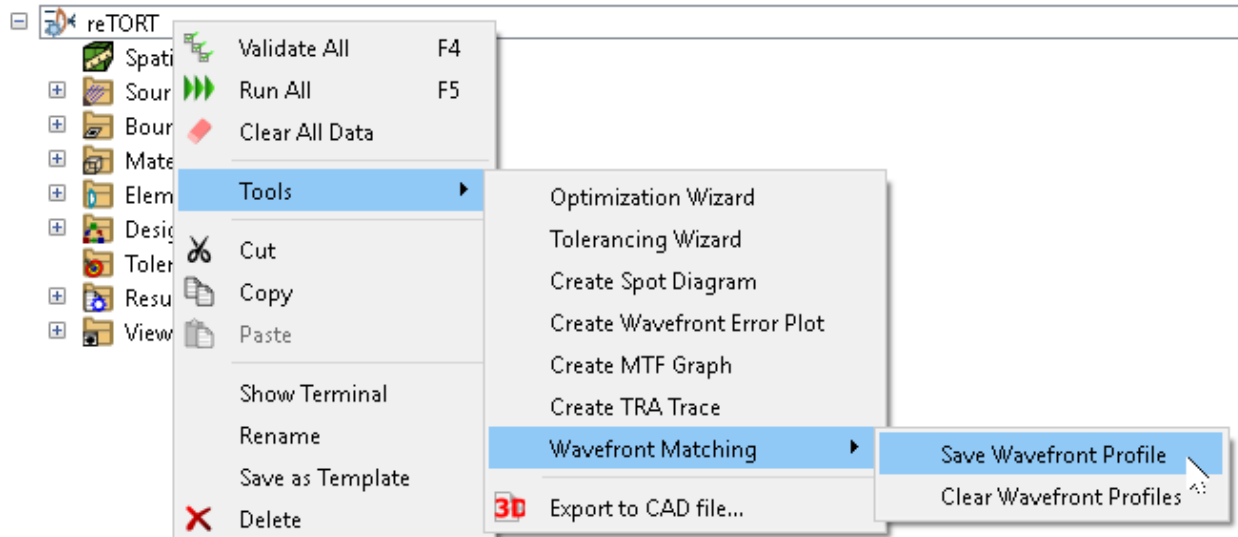 reTORT
Spati
Sour
Boun
Mate
Elem
Desig
Toler
Resu
View
Validate All F4
Run All F5
Clear All Data
Tools
Cut
Copy
Paste
Show Terminal
Rename
Save as Template
Delete
Optimization Wizard
Tolerancing Wizard
Create Spot Diagram
Create Wavefront Error Plot
Create MTF Graph
Create TRA Trace
Wavefront Matching
3D Export to CAD file...
Save Wavefront Profile
Clear Wavefront Profiles